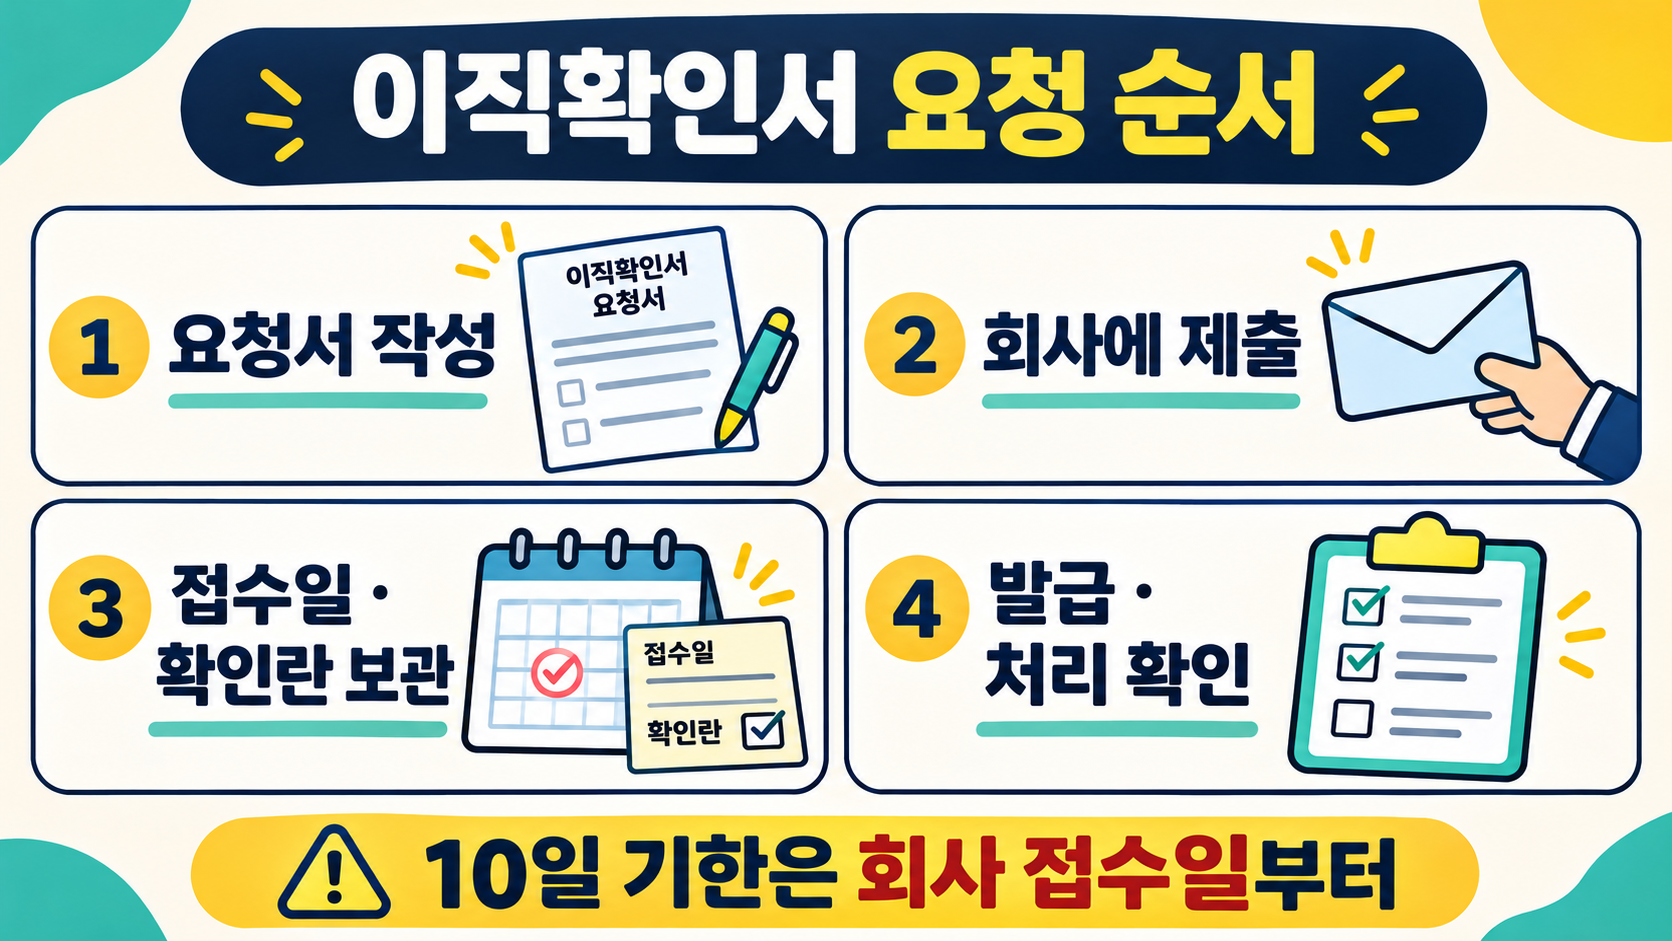 이직확인서 요청 순서
1 요청서 작성
이직확인서
요청서
2 회사에 제출
3 접수일 ·
확인란 보관
접수일
확인란
4 발급 ·
처리 확인
10일 기한은 회사 접수일부터